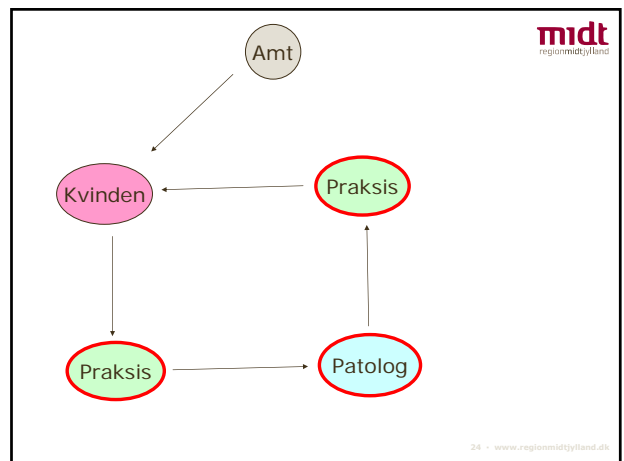 Amt
midt
regionmidtjylland
Kvinden
Praksis
Praksis
Patolog
24 - www.regionmidtjylland.dk